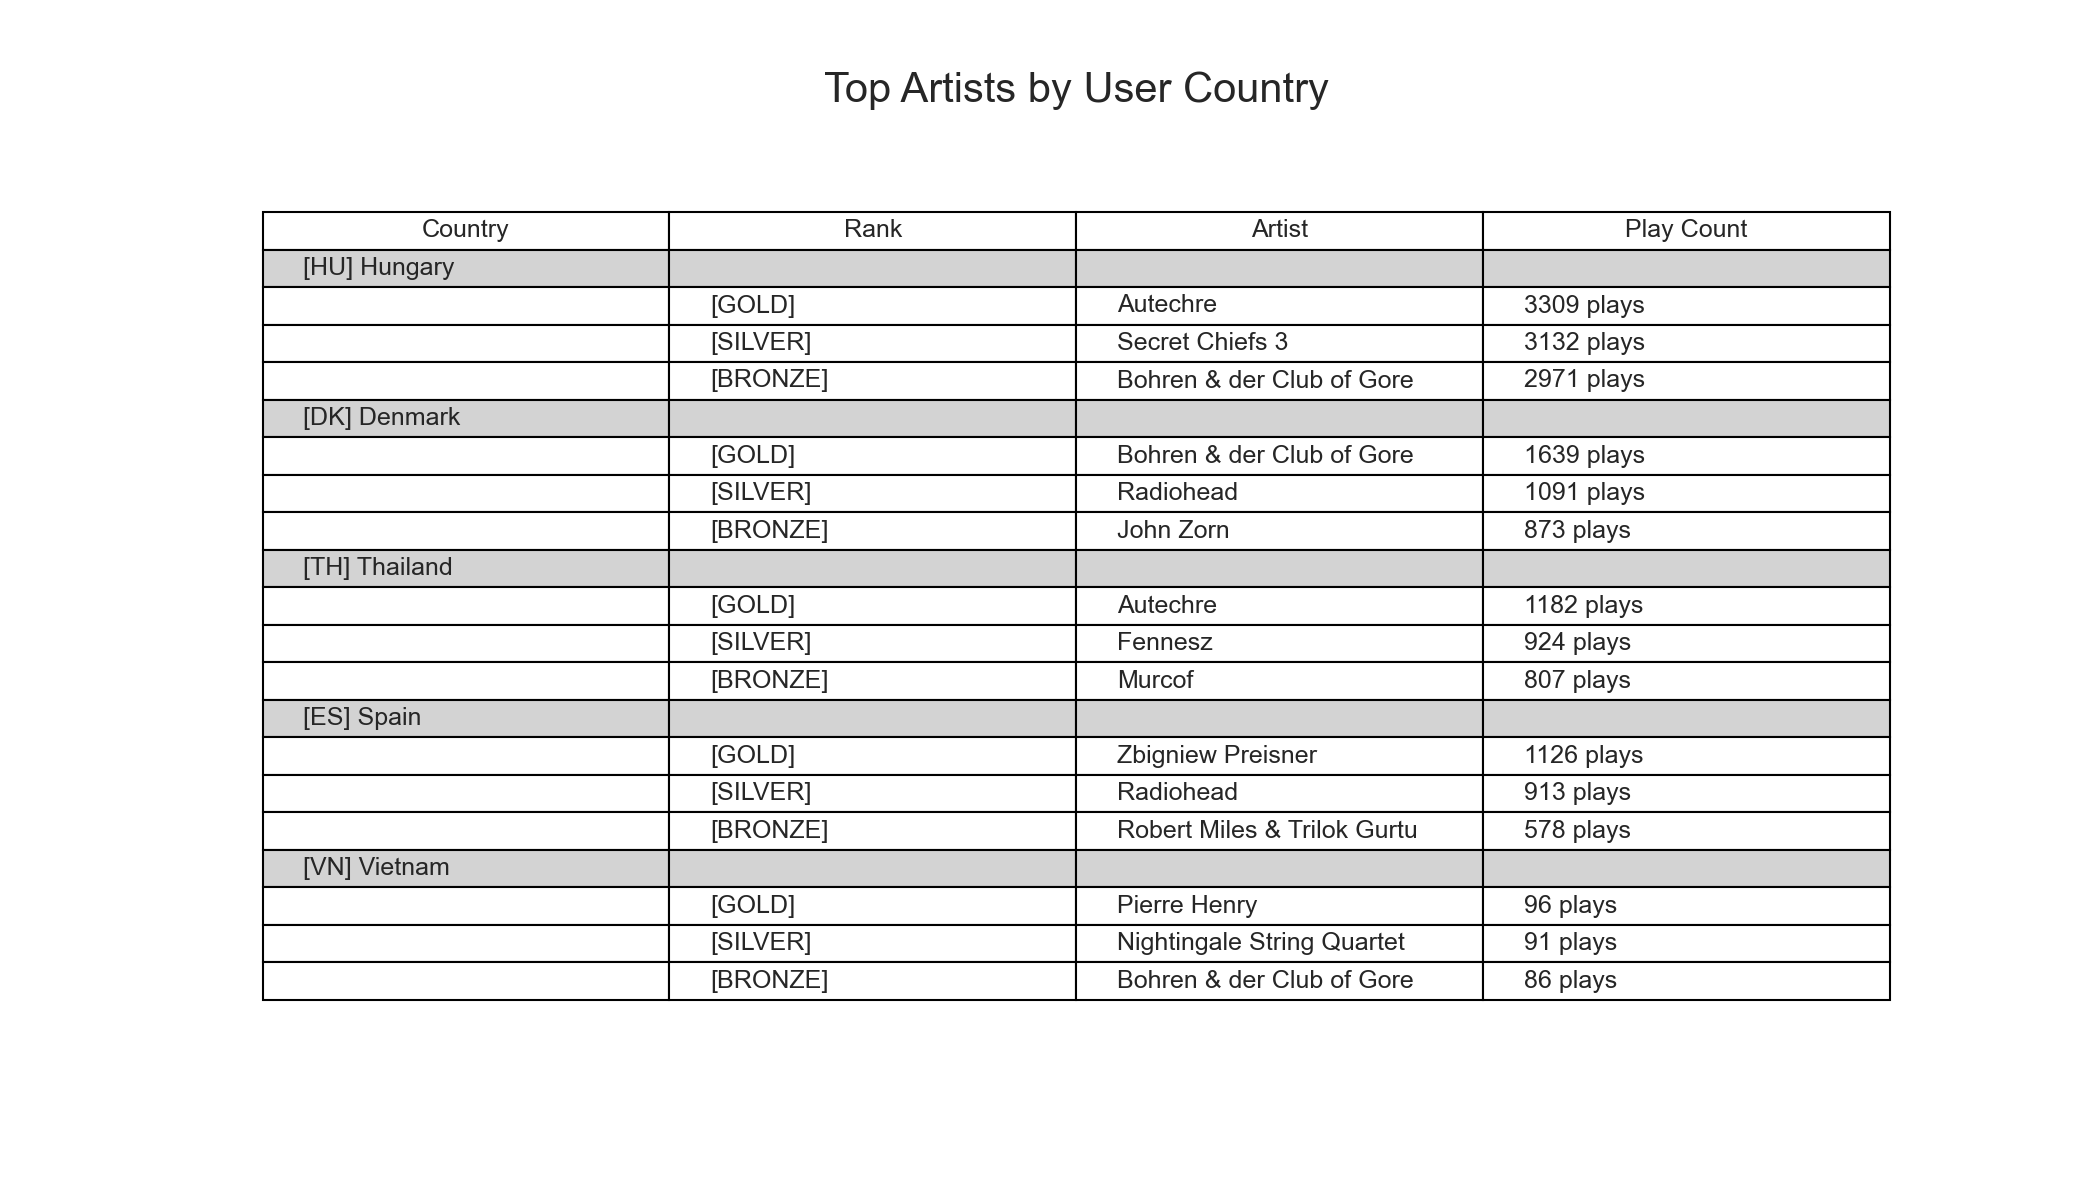 Top Artists by User Country
Country Rank Artist Play Count
[HU] Hungary
[GOLD] Autechre 3309 plays
[SILVER] Secret Chiefs 3 3132 plays
[BRONZE] Bohren & der Club of Gore 2971 plays
[DK] Denmark
[GOLD] Bohren & der Club of Gore 1639 plays
[SILVER] Radiohead 1091 plays
[BRONZE] John Zorn 873 plays
[TH] Thailand
[GOLD] Autechre 1182 plays
[SILVER] Fennesz 924 plays
[BRONZE] Murcof 807 plays
[ES] Spain
[GOLD] Zbigniew Preisner 1126 plays
[SILVER] Radiohead 913 plays
[BRONZE] Robert Miles & Trilok Gurtu 578 plays
[VN] Vietnam
[GOLD] Pierre Henry 96 plays
[SILVER] Nightingale String Quartet 91 plays
[BRONZE] Bohren & der Club of Gore 86 plays